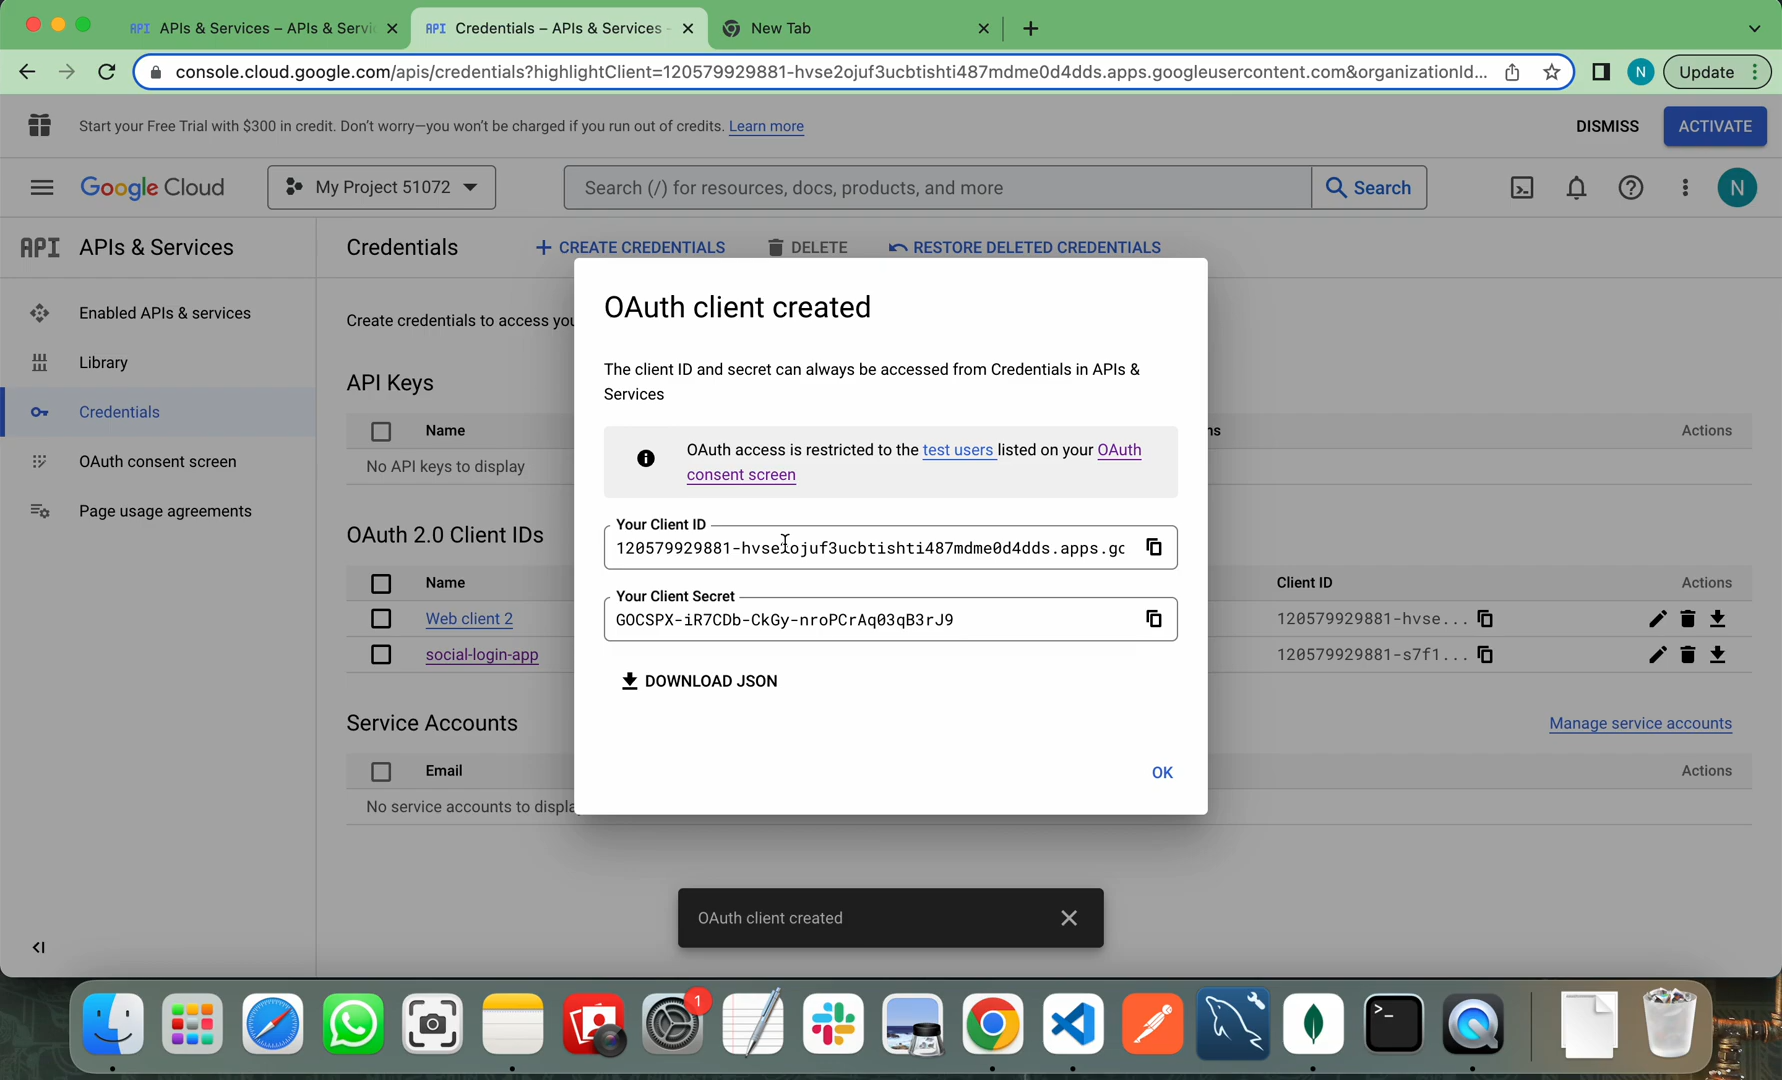 API APIs & Services – APIs & Servi
API Credentials – APIs & Services -
New Tab
console.cloud.google.com/apis/credentials?highlightClient=120579929881-hvse2ojuf3ucbtishti487mdme0d4dds.apps.googleusercontent.com&organizationId...
N
Update
Start your Free Trial with $300 in credit. Don't worry—you won't be charged if you run out of credits. Learn more
DISMISS
ACTIVATE
Google Cloud
My Project 51072
Search (/) for resources, docs, products, and more
Search
N
API APIs & Services
Credentials
+ CREATE CREDENTIALS
DELETE
RESTORE DELETED CREDENTIALS
Enabled APIs & services
Library
Credentials
OAuth consent screen
Page usage agreements
Create credentials to access you
API Keys
Name
Actions
No API keys to display
OAuth 2.0 Client IDs
Name
Client ID
Actions
Web client 2
120579929881-hvse...
social-login-app
120579929881-s7f1...
Service Accounts
Manage service accounts
Email
Actions
No service accounts to displa
OAuth client created
The client ID and secret can always be accessed from Credentials in APIs &
Services
OAuth access is restricted to the test users listed on your OAuth
consent screen
Your Client ID
120579929881-hvse2ojuf3ucbtishti487mdme0d4dds.apps.gc
Your Client Secret
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
DOWNLOAD JSON
OK
OAuth client created
1